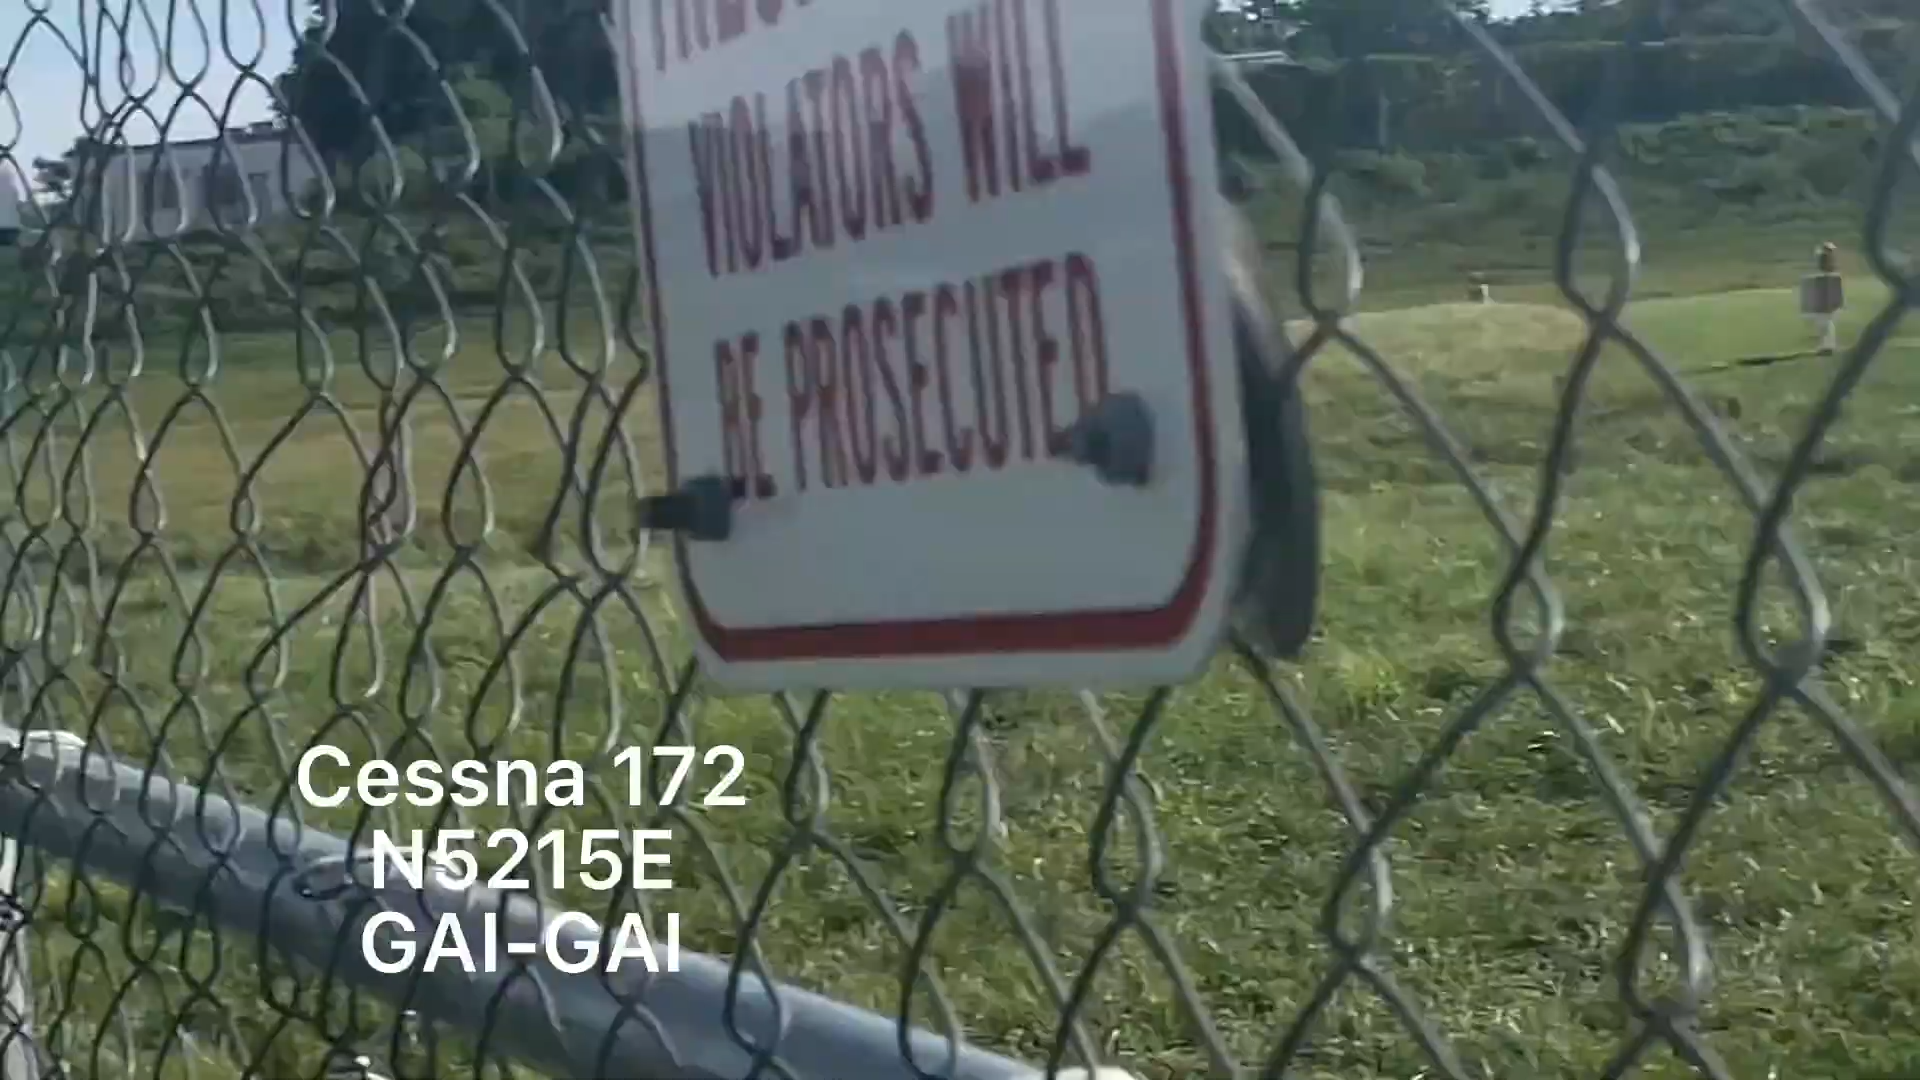 VIOLATORS WILL
BE PROSECUTED
Cessna 172
N5215E
GAI-GAI